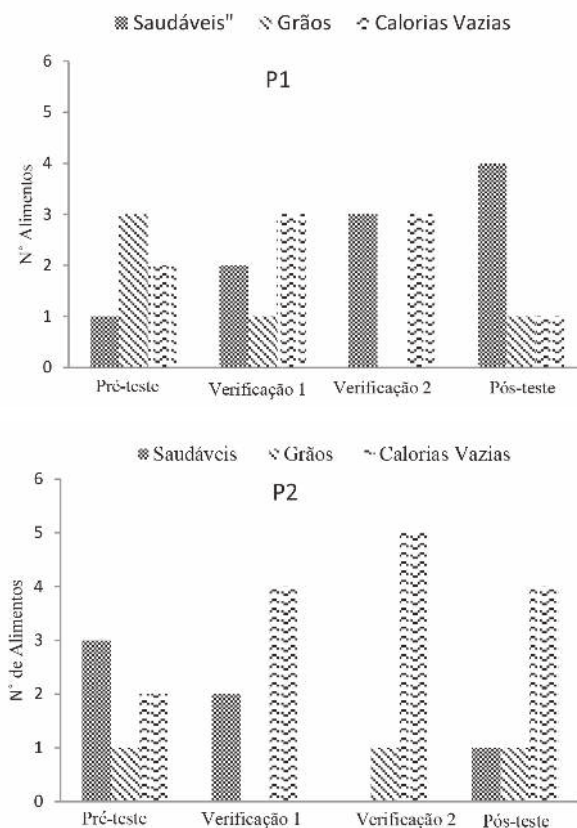 Saudáveis" Grãos Calorias Vazias
P1
6
5
4
3
2
1
0
N° Alimentos
Pré-teste Verificação 1 Verificação 2 Pós-teste
Saudáveis Grãos Calorias Vazias
P2
6
5
4
3
2
1
0
N° de Alimentos
Pré-teste Verificação 1 Verificação 2 Pós-teste